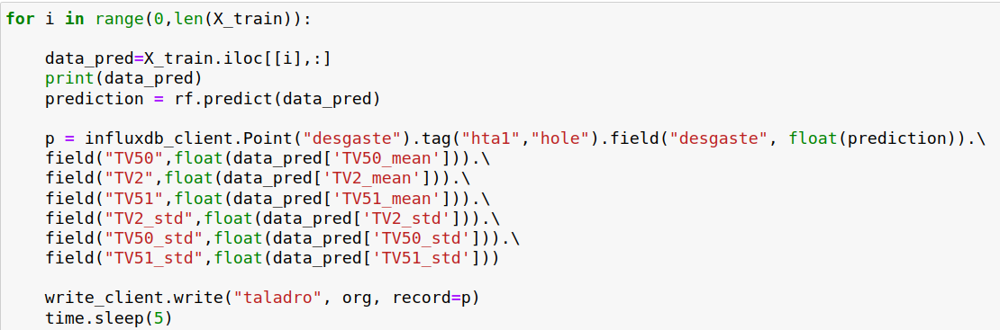 for i in range(0,len(X_train)):
data_pred=X_train.iloc[[i],:]
print(data_pred)
prediction = rf.predict(data_pred)
p = influxdb_client.Point("desgaste").tag("hta1","hole").field("desgaste", float(prediction)).\
field("TV50",float(data_pred['TV50_mean'])).\
field("TV2",float(data_pred['TV2_mean'])).\
field("TV51",float(data_pred['TV51_mean'])).\
field("TV2_std",float(data_pred['TV2_std'])).\
field("TV50_std",float(data_pred['TV50_std'])).\
field("TV51_std",float(data_pred['TV51_std']))
write_client.write("taladro", org, record=p)
time.sleep(5)